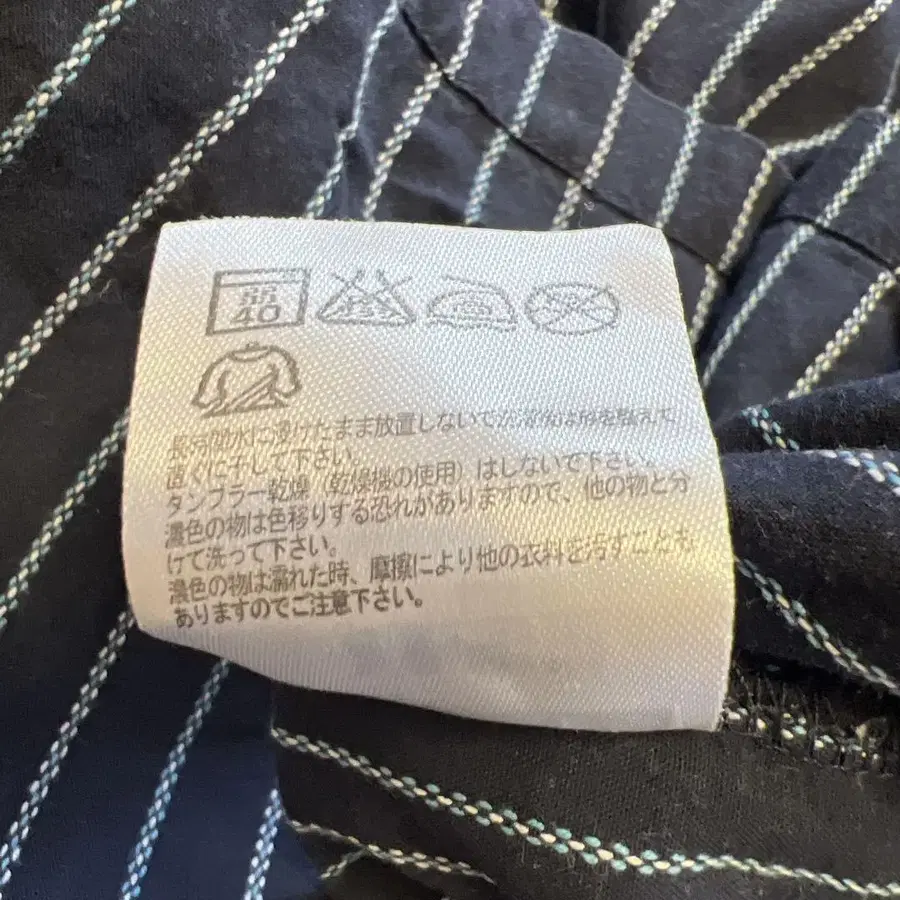 弱
40
長時間水に浸けたまま放置しないで洗濯後は形を整えて
直ぐに干して下さい。
タンブラー乾燥（乾燥機の使用）はしないで下さい。
濃色の物は色移りする恐れがありますので、他の物と分
けて洗って下さい。
濃色の物は濡れた時、摩擦により他の衣料を汚すことも
ありますのでご注意下さい。